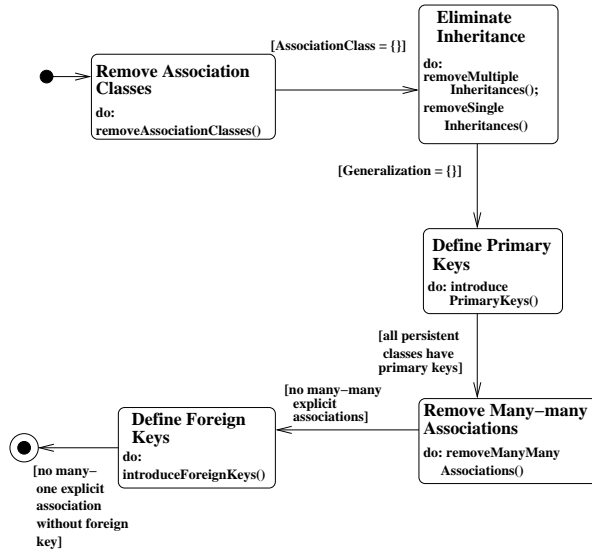 Remove Association
Classes
do:
removeAssociationClasses()
[AssociationClass = {}]
Eliminate
Inheritance
do:
removeMultiple
Inheritances();
removeSingle
Inheritances()
[Generalization = {}]
Define Primary
Keys
do: introduce
PrimaryKeys()
[all persistent
classes have
primary keys]
Remove Many−many
Associations
do: removeManyMany
Associations()
[no many−many
explicit
associations]
Define Foreign
Keys
do:
introduceForeignKeys()
[no many−
one explicit
association
without foreign
key]